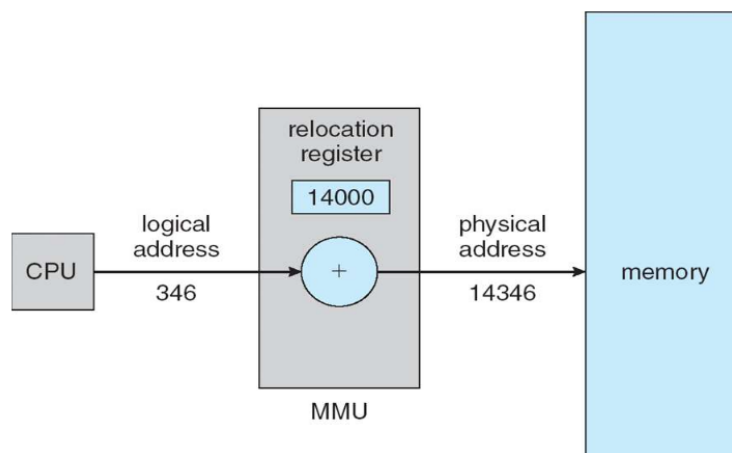 relocation
register
14000
logical
address
physical
address
CPU
+
memory
346
14346
MMU